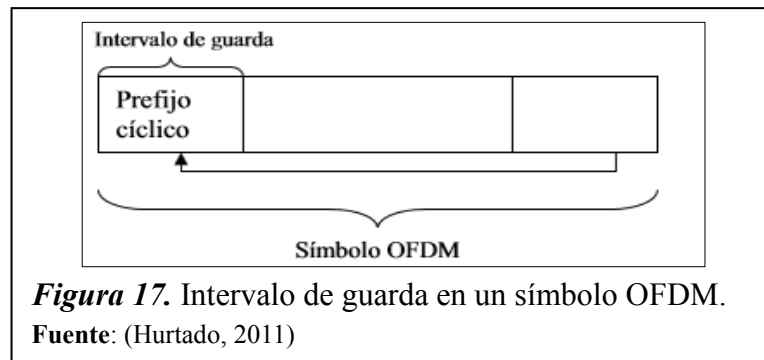 Intervalo de guarda
Prefijo
cíclico
Símbolo OFDM
Figura 17. Intervalo de guarda en un símbolo OFDM.
Fuente: (Hurtado, 2011)